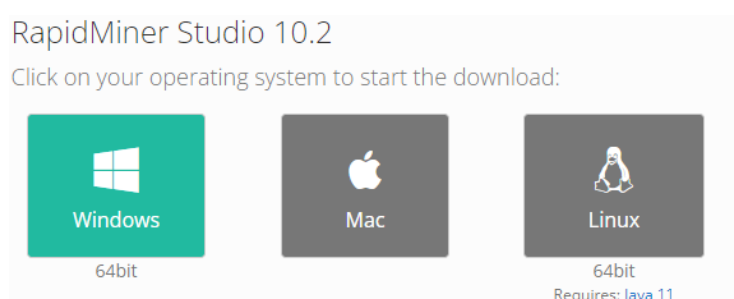 RapidMiner Studio 10.2
Click on your operating system to start the download:
Windows
Mac
Linux
64bit
64bit
Requires: Java 11